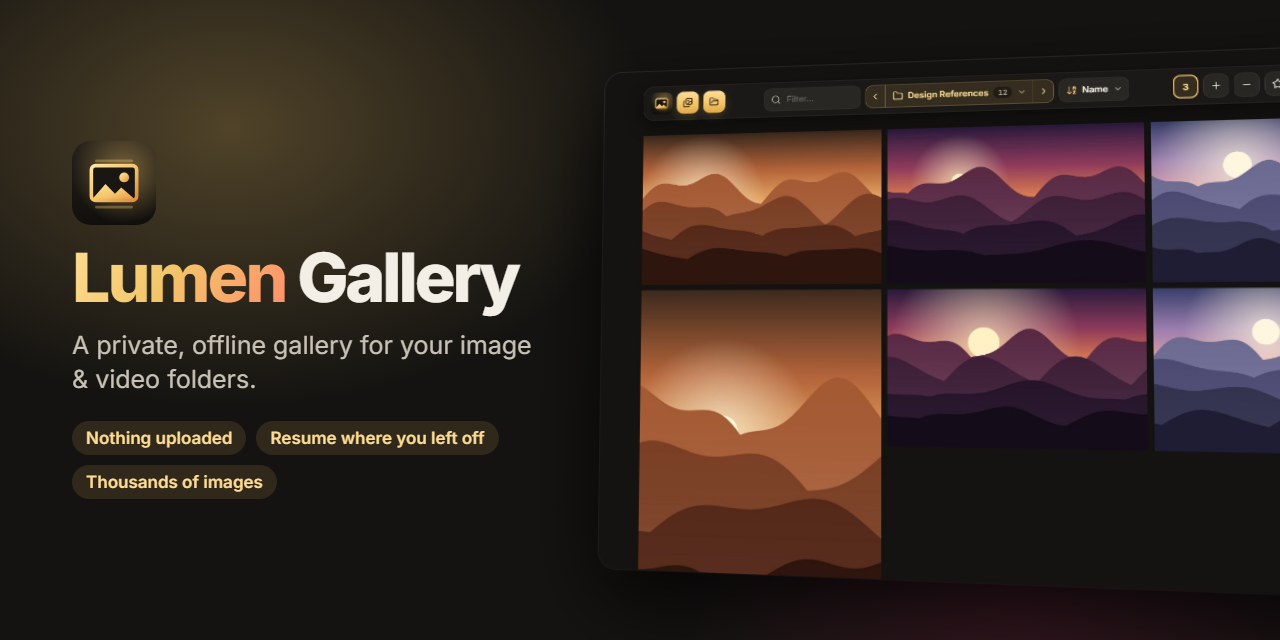 Lumen Gallery
A private, offline gallery for your image
& video folders.
Nothing uploaded
Resume where you left off
Thousands of images
Filter...
Design References
12
Name
3